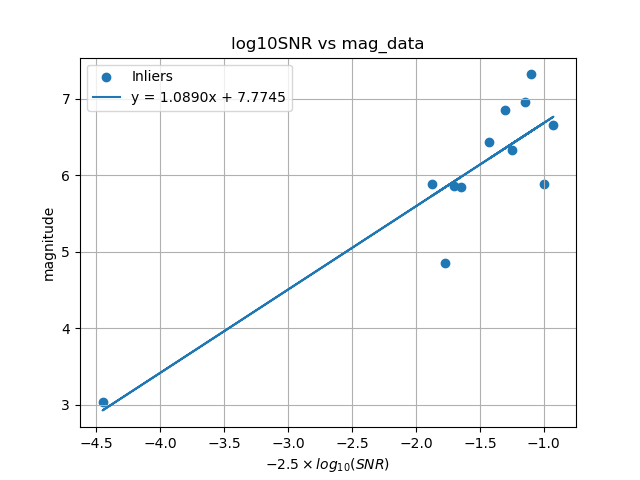 log10SNR vs mag_data
Inliers
y = 1.0890x + 7.7745
7
6
5
4
3
magnitude
−4.5 −4.0 −3.5 −3.0 −2.5 −2.0 −1.5 −1.0
−2.5 × log₁₀(SNR)